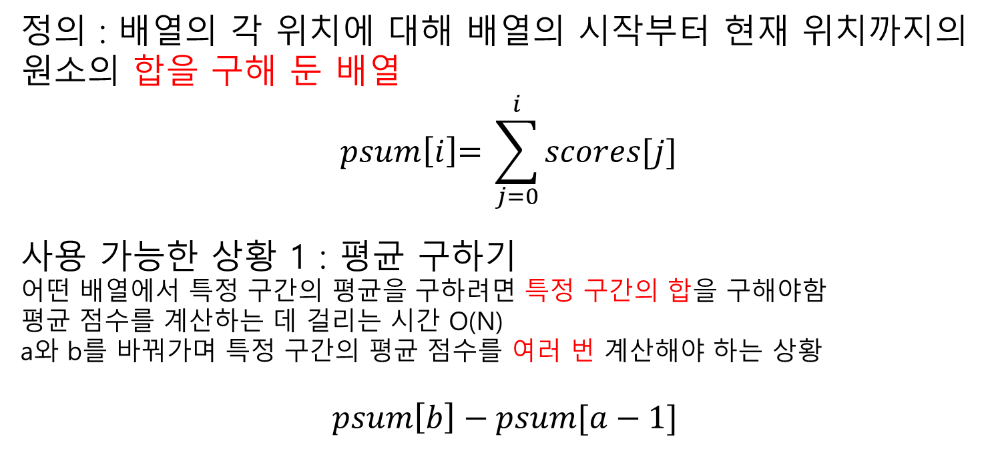 정의 : 배열의 각 위치에 대해 배열의 시작부터 현재 위치까지의
원소의 합을 구해 둔 배열
i
psum[i]= ∑ scores[j]
j=0
사용 가능한 상황 1 : 평균 구하기
어떤 배열에서 특정 구간의 평균을 구하려면 특정 구간의 합을 구해야함
평균 점수를 계산하는 데 걸리는 시간 O(N)
a와 b를 바꿔가며 특정 구간의 평균 점수를 여러 번 계산해야 하는 상황
psum[b] − psum[a − 1]